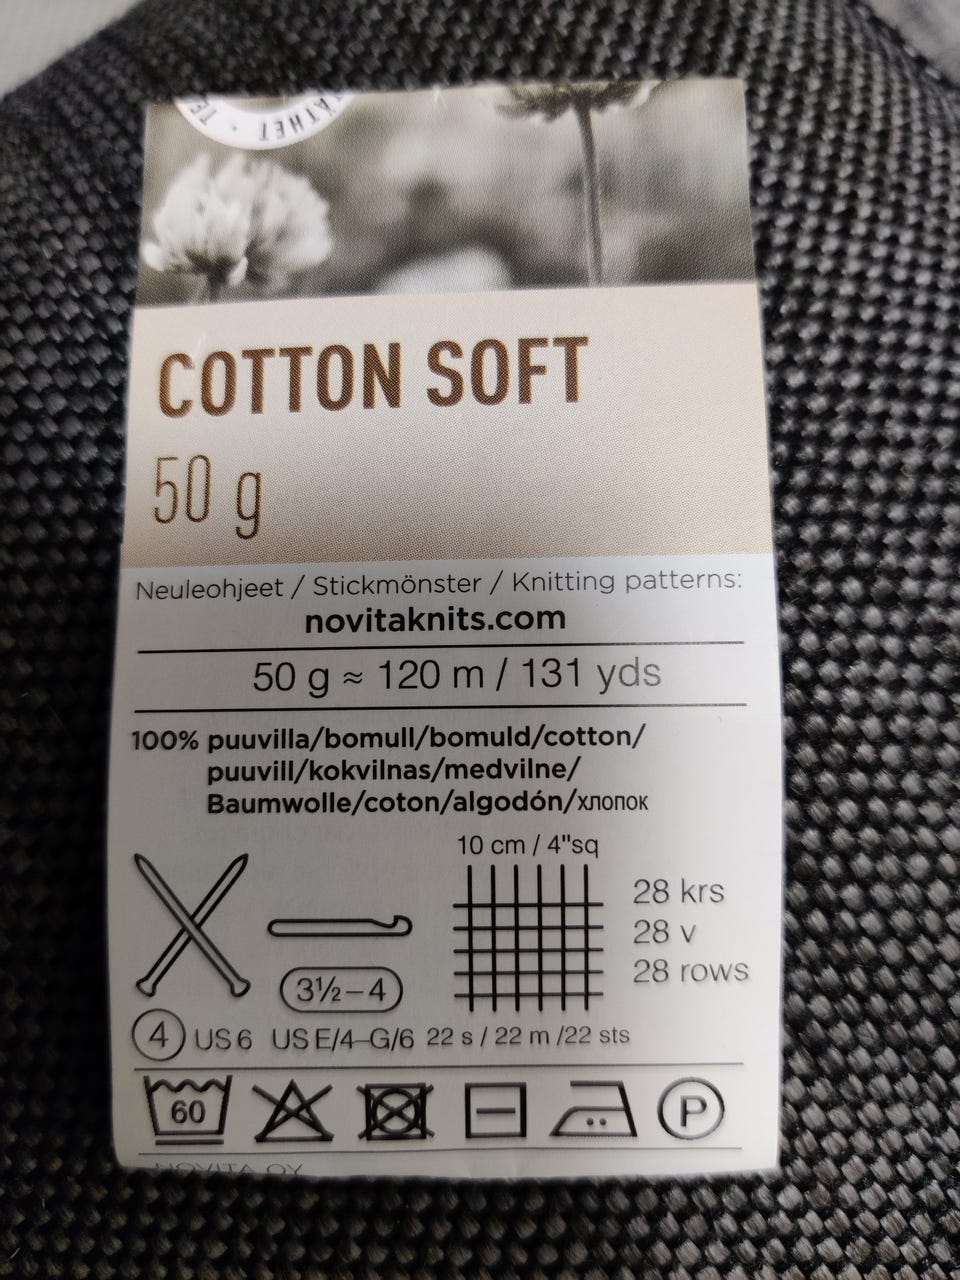 COTTON SOFT
50 g
Neuleohjeet / Stickmönster / Knitting patterns:
novitaknits.com
50 g ≈ 120 m / 131 yds
100% puuvilla/bomull/bomuld/cotton/
puuvill/kokvilnas/medvilne/
Baumwolle/coton/algodón/хлопок
10 cm / 4"sq
28 krs
28 v
28 rows
3½–4
4 US 6 US E/4–G/6 22 s / 22 m /22 sts
60 P
NOVITA OY